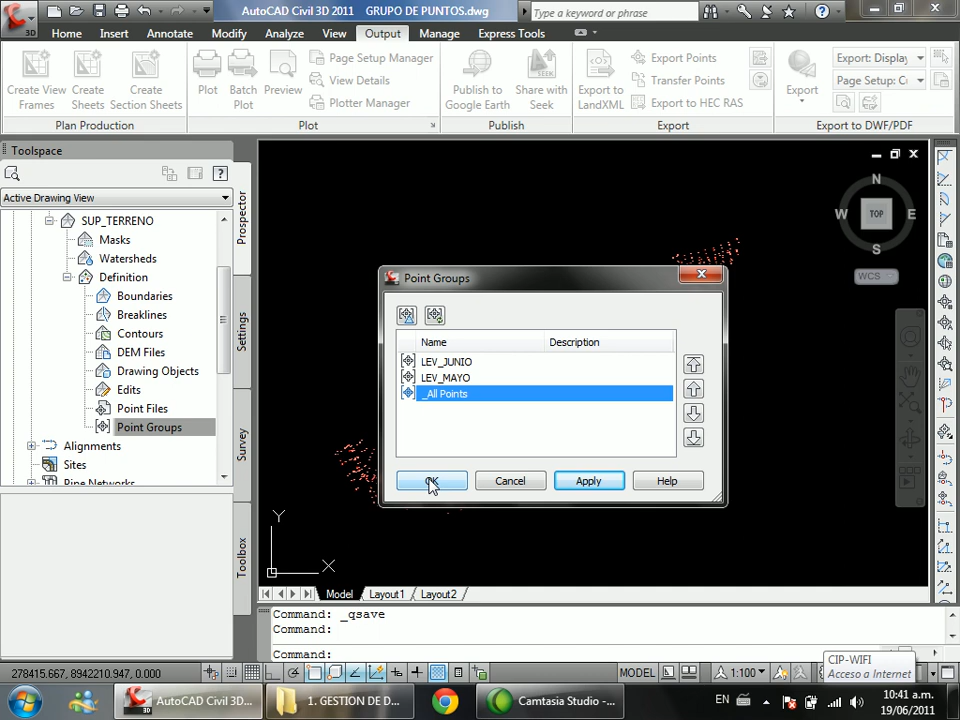 AutoCAD Civil 3D 2011 GRUPO DE PUNTOS.dwg
Type a keyword or phrase
3D
Home Insert Annotate Modify Analyze View Output Manage Express Tools
Create View Frames
Create Sheets
Create Section Sheets
Plot
Batch Plot
Preview
Page Setup Manager
View Details
Plotter Manager
Publish to Google Earth
Share with Seek
Export to LandXML
Export Points
Transfer Points
Export to HEC RAS
Export
Export: Display
Page Setup: C
Plan Production
Plot
Publish
Export
Export to DWF/PDF
Toolspace
Active Drawing View
SUP_TERRENO
Masks
Watersheds
Definition
Boundaries
Breaklines
Contours
DEM Files
Drawing Objects
Edits
Point Files
Point Groups
Alignments
Sites
Pipe Networks
Prospector
Settings
Survey
Toolbox
N
W TOP E
S
WCS
Point Groups
Name Description
LEV_JUNIO
LEV_MAYO
_All Points
OK Cancel Apply Help
Y
X
Model Layout1 Layout2
Command: _qsave
Command:
Command:
278415.667, 8942210.947, 0.000
MODEL
1:100
CIP-WIFI
Acceso a Internet
AutoCAD Civil 3D...
1. GESTION DE D...
Camtasia Studio -...
EN
10:41 a.m.
19/06/2011